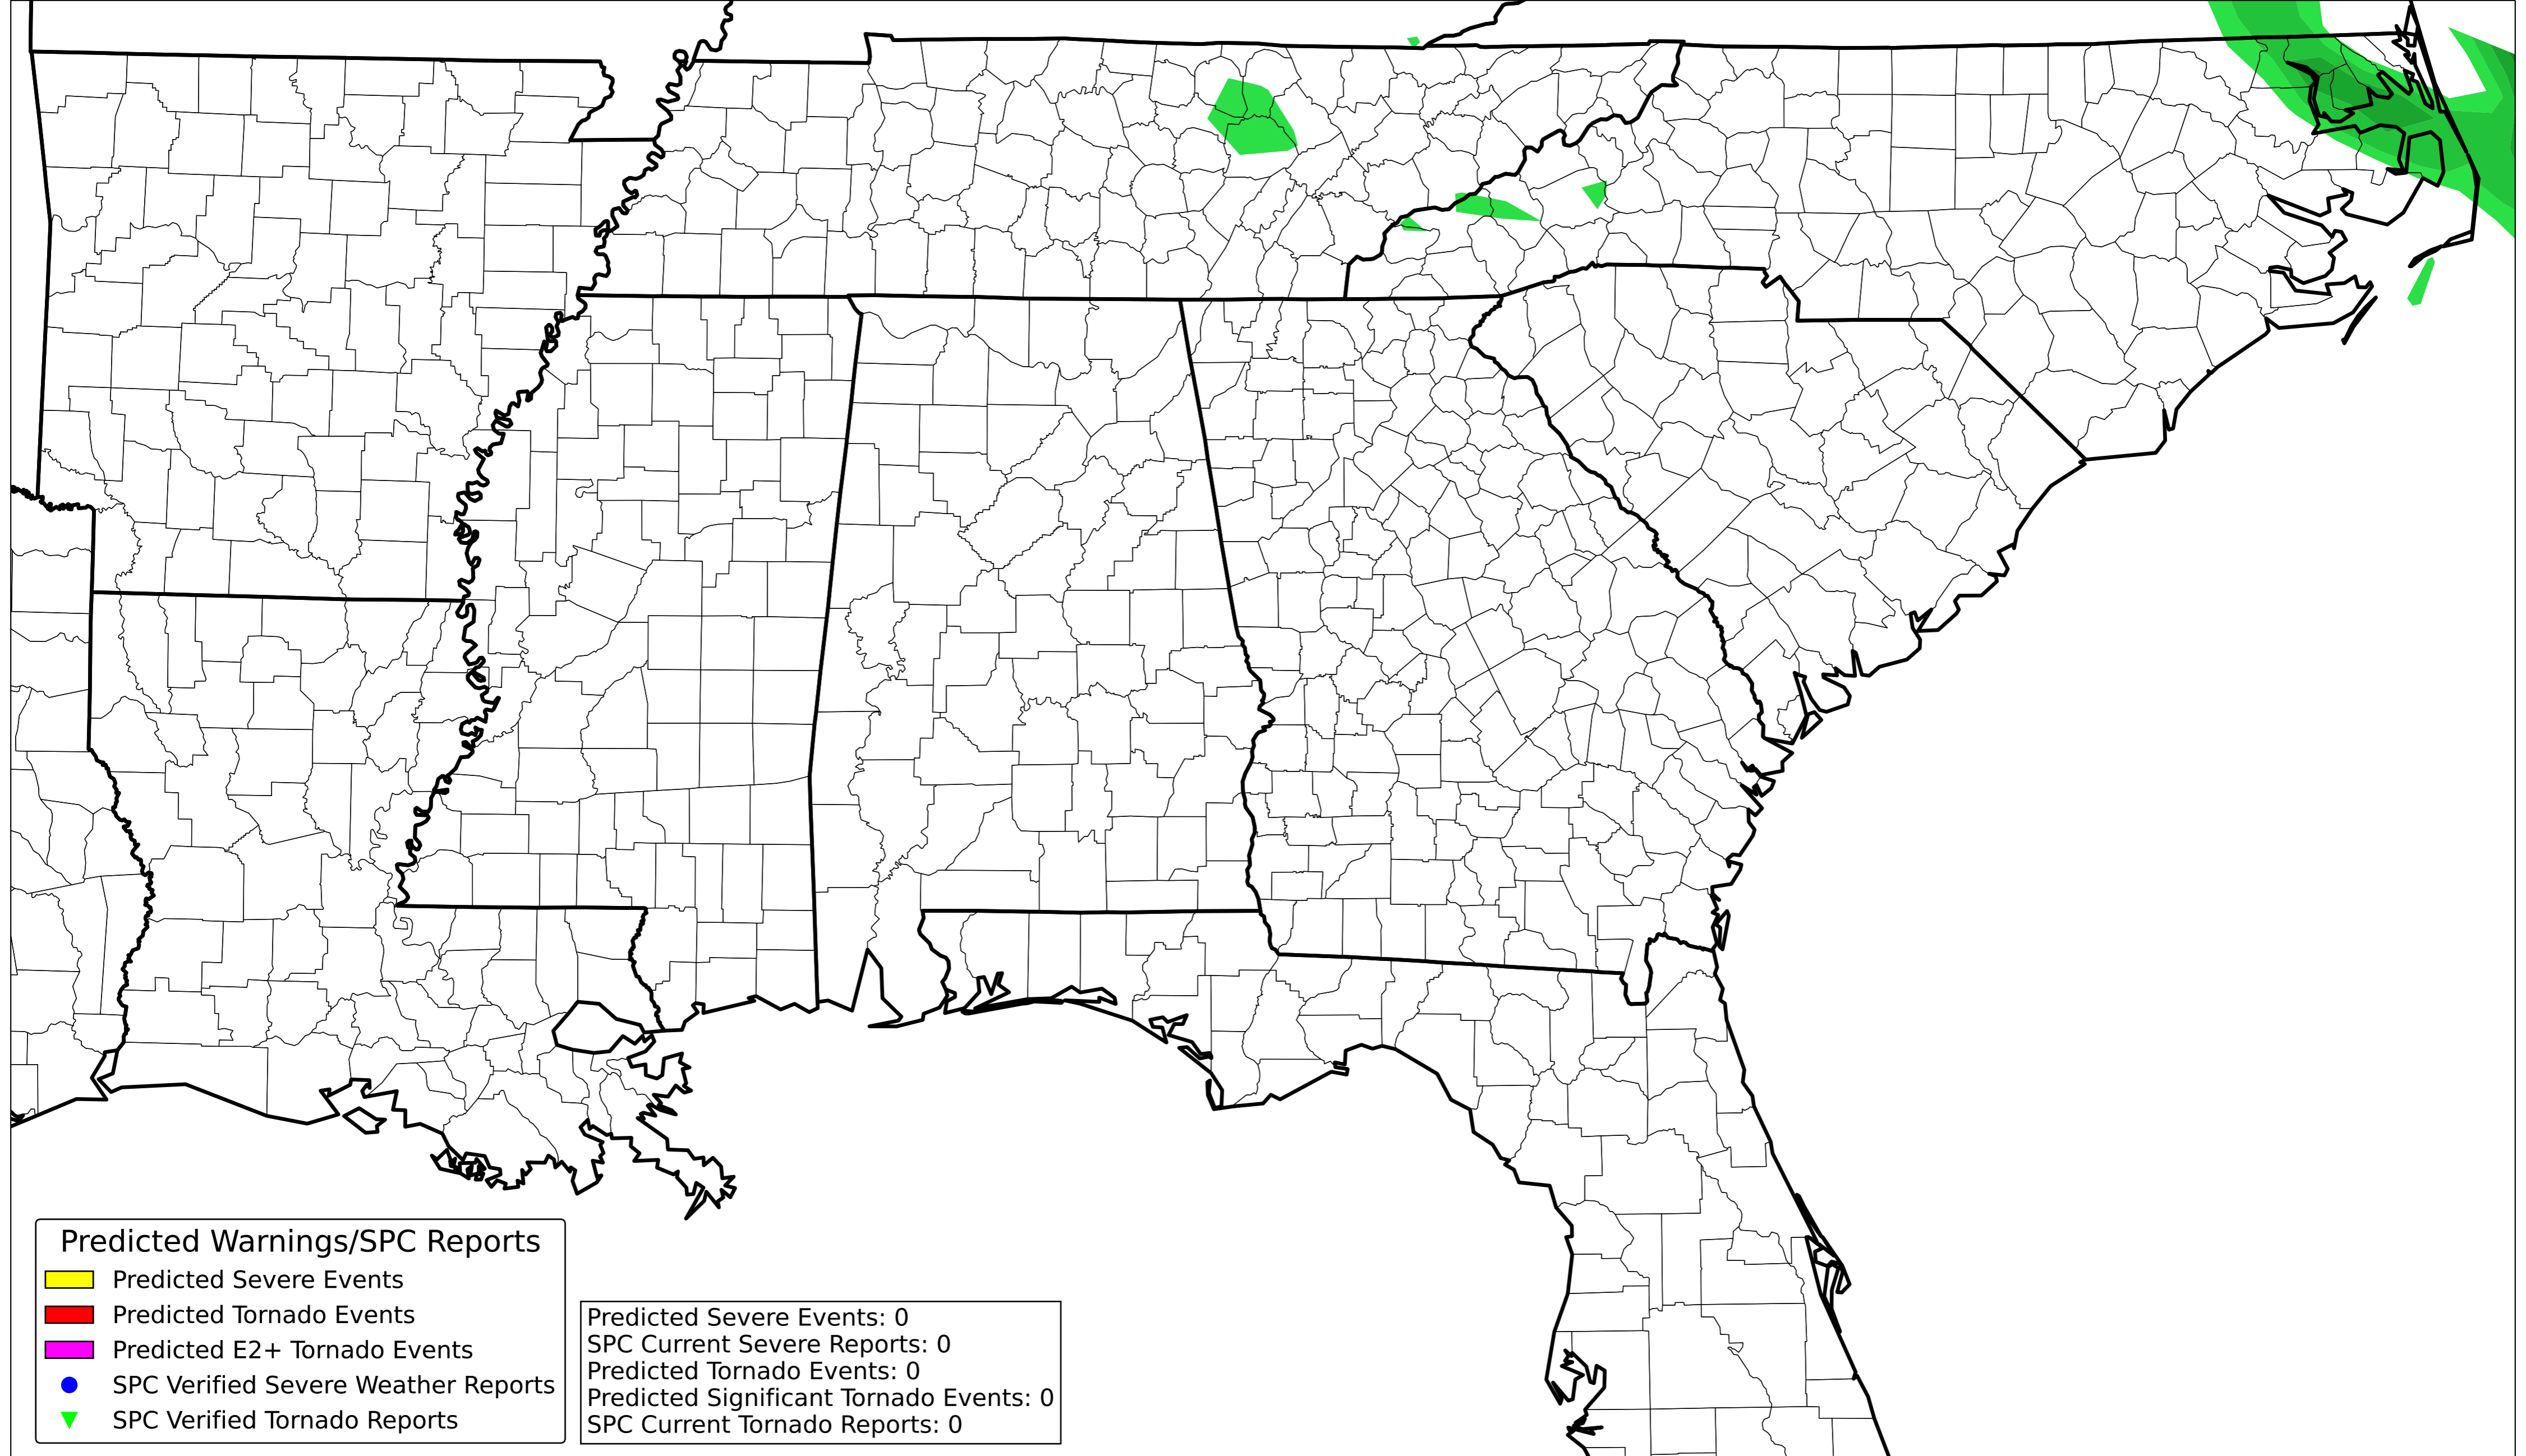 Predicted Warnings/SPC Reports
Predicted Severe Events
Predicted Tornado Events
Predicted E2+ Tornado Events
SPC Verified Severe Weather Reports
SPC Verified Tornado Reports
Predicted Severe Events: 0
SPC Current Severe Reports: 0
Predicted Tornado Events: 0
Predicted Significant Tornado Events: 0
SPC Current Tornado Reports: 0